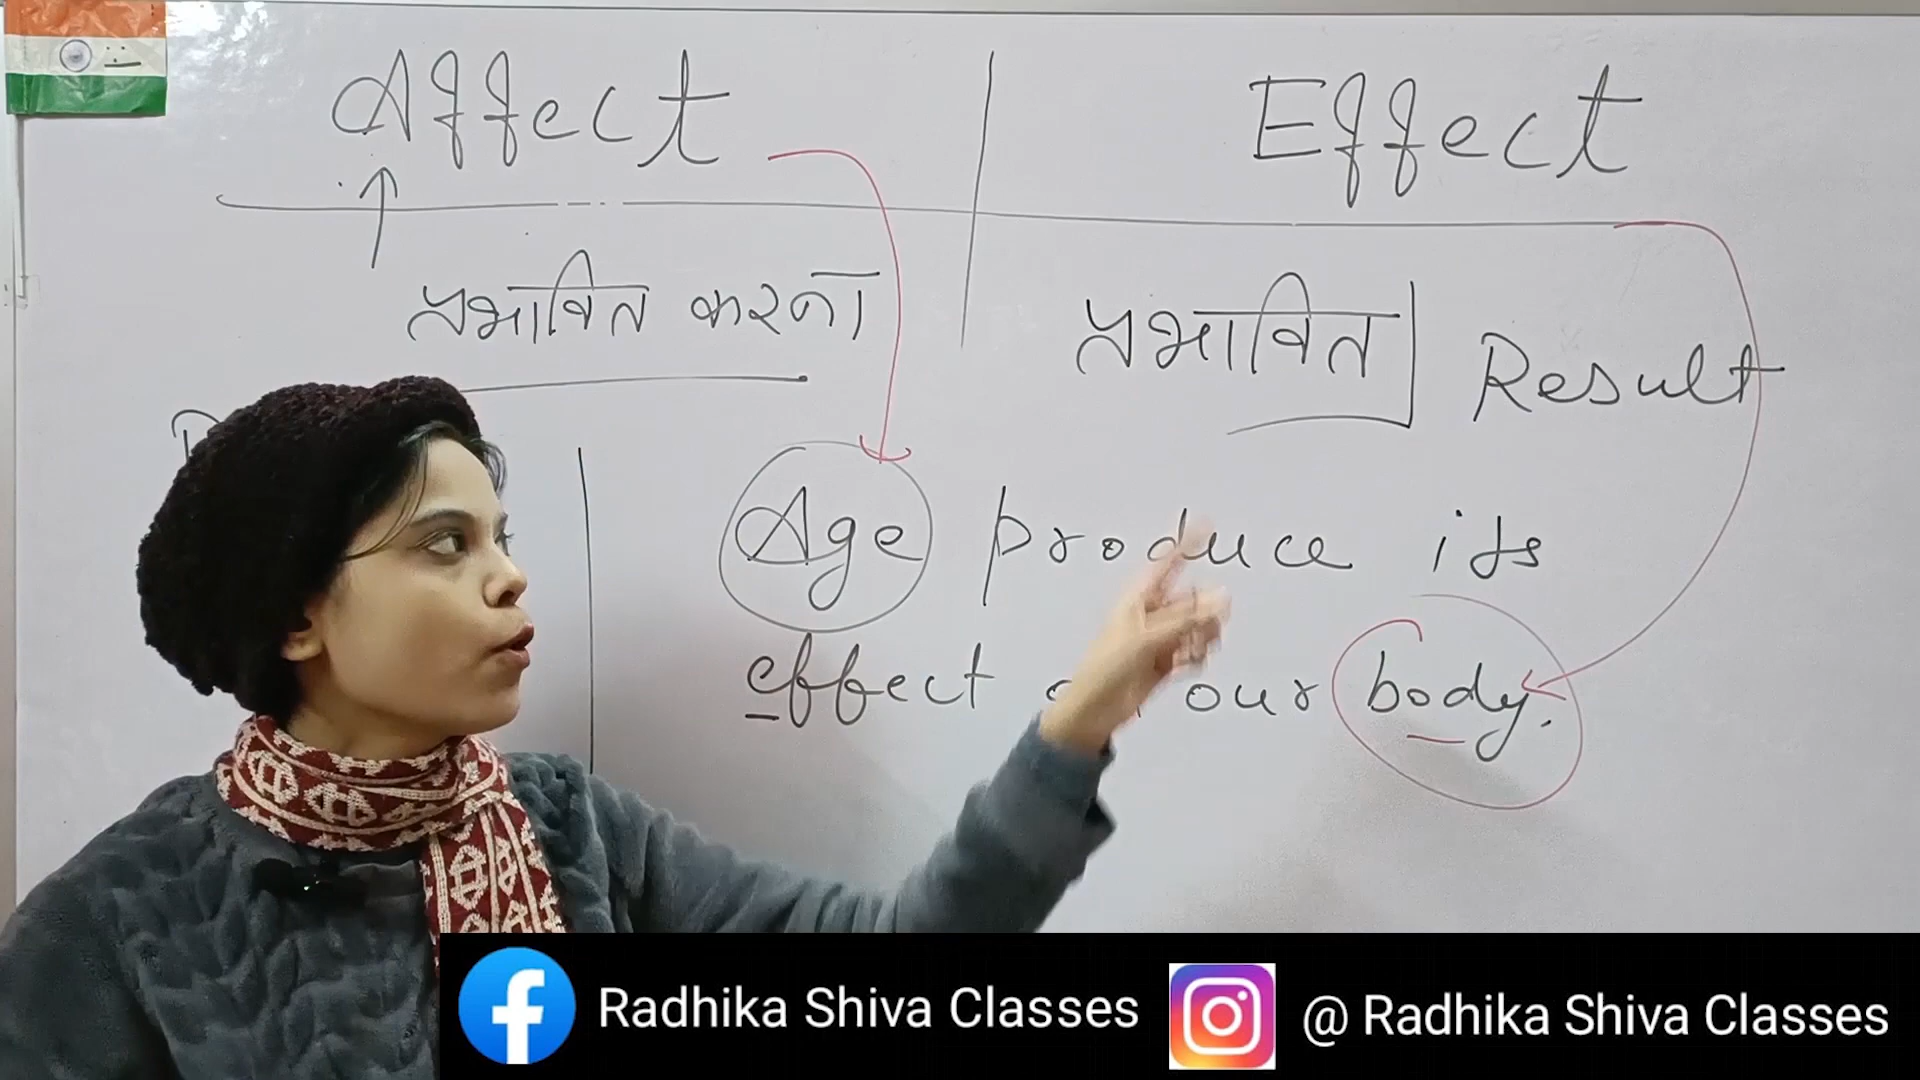 Affect
Effect
प्रभावित करना
प्रभावित
Result
Age produce its
effect our body.
Radhika Shiva Classes
@ Radhika Shiva Classes